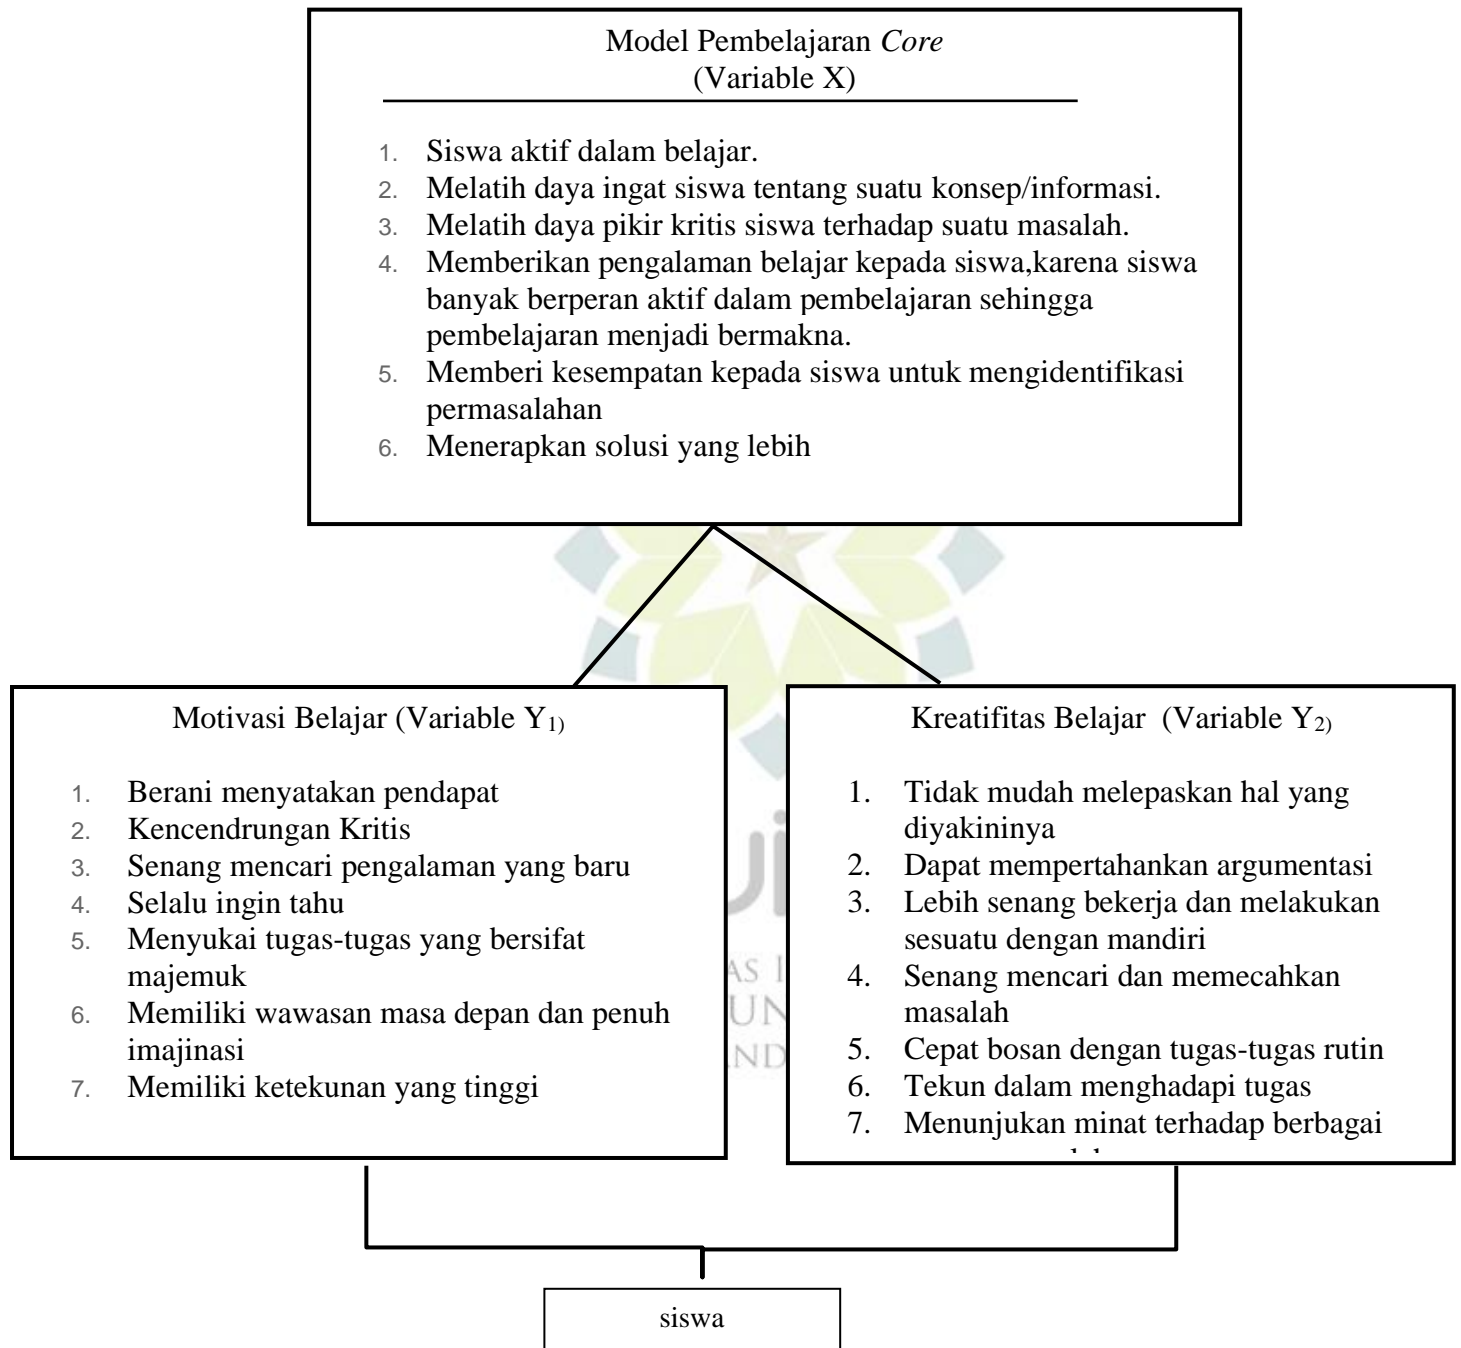 Model Pembelajaran Core
(Variable X)
1. Siswa aktif dalam belajar.
2. Melatih daya ingat siswa tentang suatu konsep/informasi.
3. Melatih daya pikir kritis siswa terhadap suatu masalah.
4. Memberikan pengalaman belajar kepada siswa,karena siswa
banyak berperan aktif dalam pembelajaran sehingga
pembelajaran menjadi bermakna.
5. Memberi kesempatan kepada siswa untuk mengidentifikasi
permasalahan
6. Menerapkan solusi yang lebih
Motivasi Belajar (Variable Y1)
1. Berani menyatakan pendapat
2. Kencendrungan Kritis
3. Senang mencari pengalaman yang baru
4. Selalu ingin tahu
5. Menyukai tugas-tugas yang bersifat
majemuk
6. Memiliki wawasan masa depan dan penuh
imajinasi
7. Memiliki ketekunan yang tinggi
Kreatifitas Belajar (Variable Y2)
1. Tidak mudah melepaskan hal yang
diyakininya
2. Dapat mempertahankan argumentasi
3. Lebih senang bekerja dan melakukan
sesuatu dengan mandiri
4. Senang mencari dan memecahkan
masalah
5. Cepat bosan dengan tugas-tugas rutin
6. Tekun dalam menghadapi tugas
7. Menunjukan minat terhadap berbagai
siswa